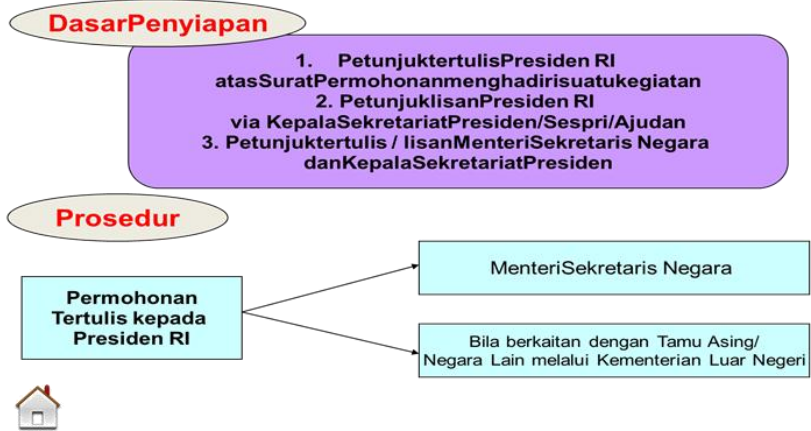 DasarPenyiapan
1. PetunjuktertulisPresiden RI
atasSuratPermohonanmenghadirisuatukegiatan
2. PetunjuklisanPresiden RI
via KepalaSekretariatPresiden/Sespri/Ajudan
3. Petunjuktertulis / lisanMenteriSekretaris Negara
danKepalaSekretariatPresiden
Prosedur
Permohonan
Tertulis kepada
Presiden RI
MenteriSekretaris Negara
Bila berkaitan dengan Tamu Asing/
Negara Lain melalui Kementerian Luar Negeri